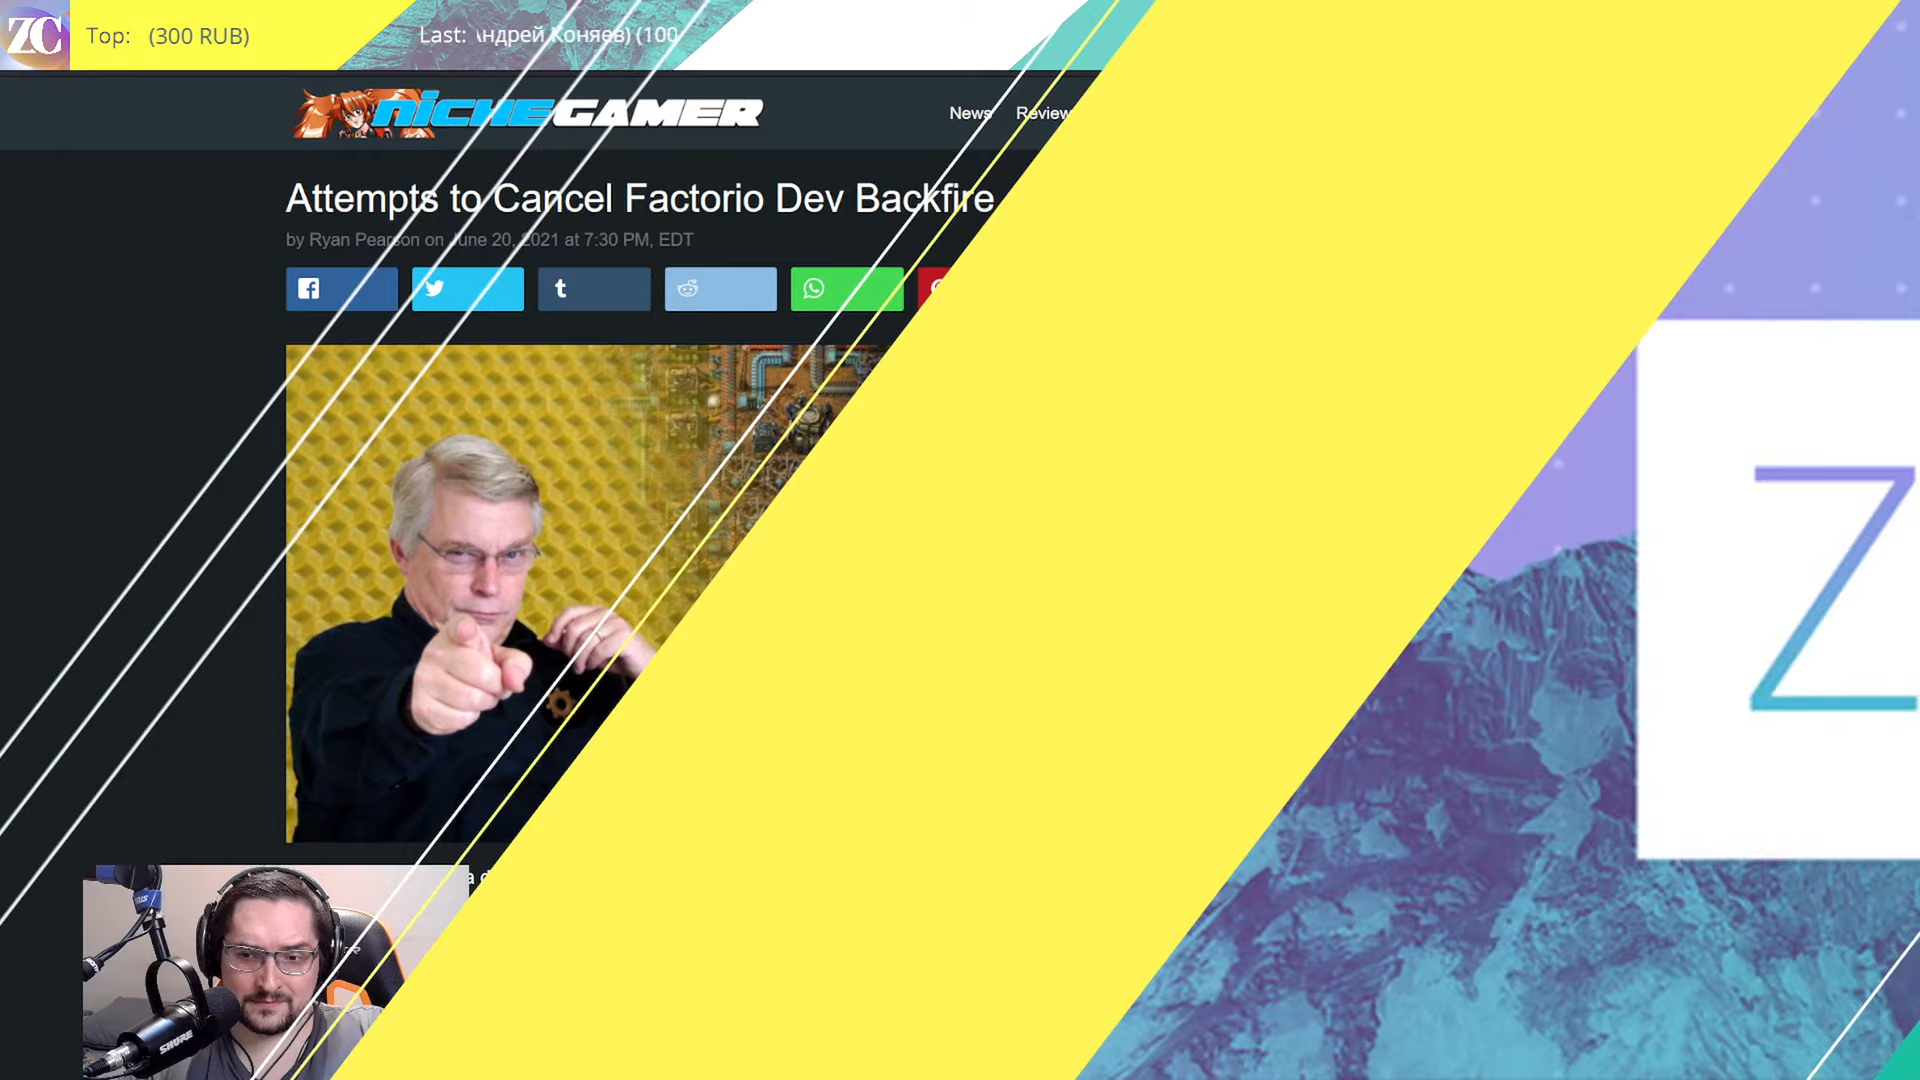 ZC
Top: (300 RUB)
Last: Андрей Коняев) (100
NICHEGAMER
News Review
Attempts to Cancel Factorio Dev Backfire
by Ryan Pearson on June 20, 2021 at 7:30 PM, EDT
Z
SHURE